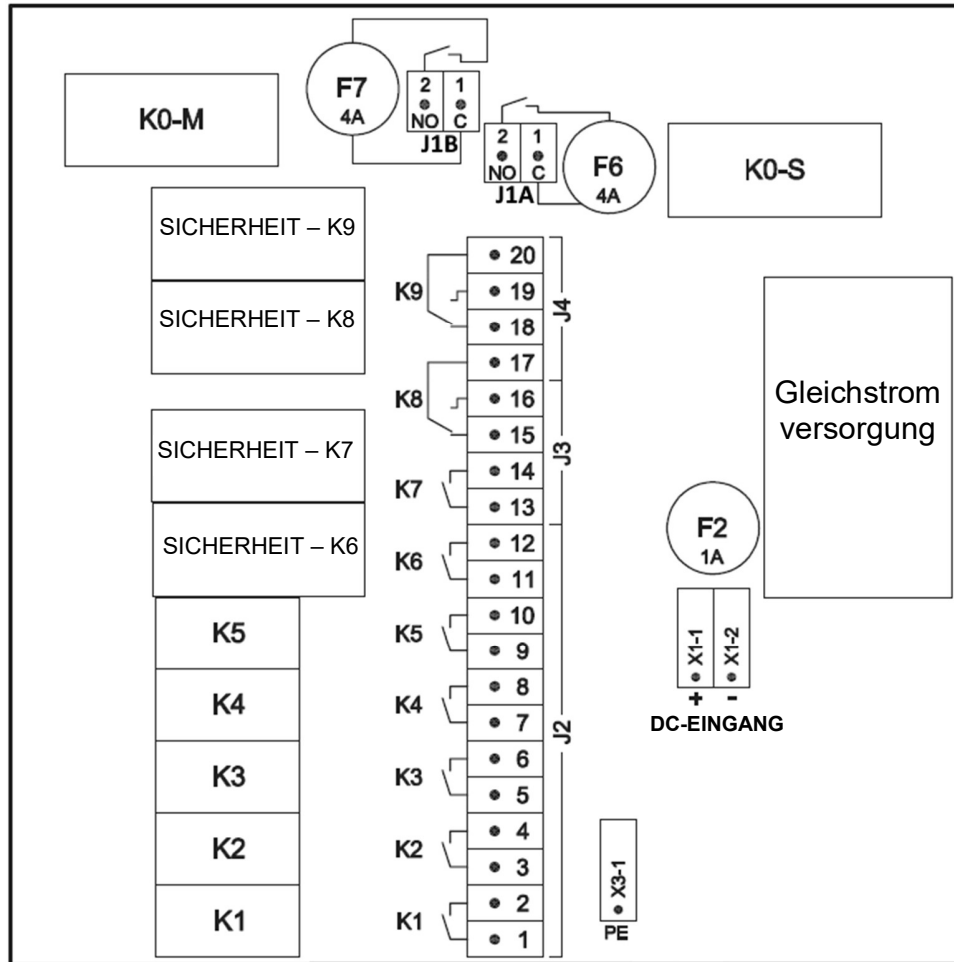 K0-M
F7
4A
2 1
NO C
J1B
2 1
NO C
J1A
F6
4A
K0-S
SICHERHEIT – K9
SICHERHEIT – K8
SICHERHEIT – K7
SICHERHEIT – K6
K5
K4
K3
K2
K1
K9
K8
K7
K6
K5
K4
K3
K2
K1
20
19
18
17
16
15
14
13
12
11
10
9
8
7
6
5
4
3
2
1
J4
J3
J2
Gleichstrom
versorgung
F2
1A
X1-1
X1-2
+ -
DC-EINGANG
X3-1
PE